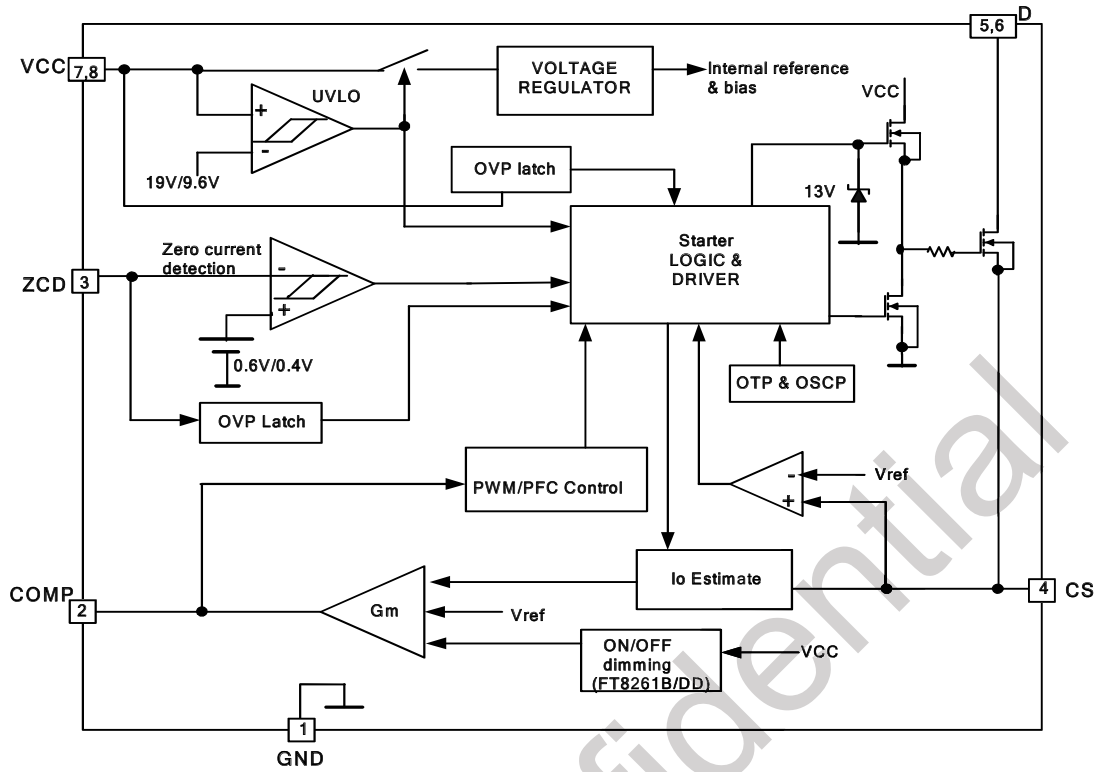 D
5,6
VCC
7,8
UVLO
+
-
19V/9.6V
VOLTAGE
REGULATOR
Internal reference
& bias
VCC
OVP latch
13V
Starter
LOGIC &
DRIVER
Zero current
detection
ZCD
3
-
+
0.6V/0.4V
OVP Latch
OTP & OSCP
PWM/PFC Control
-
+
Vref
COMP
2
Gm
Io Estimate
Vref
4
CS
ON/OFF
dimming
(FT8261B/DD)
VCC
1
GND
fidential